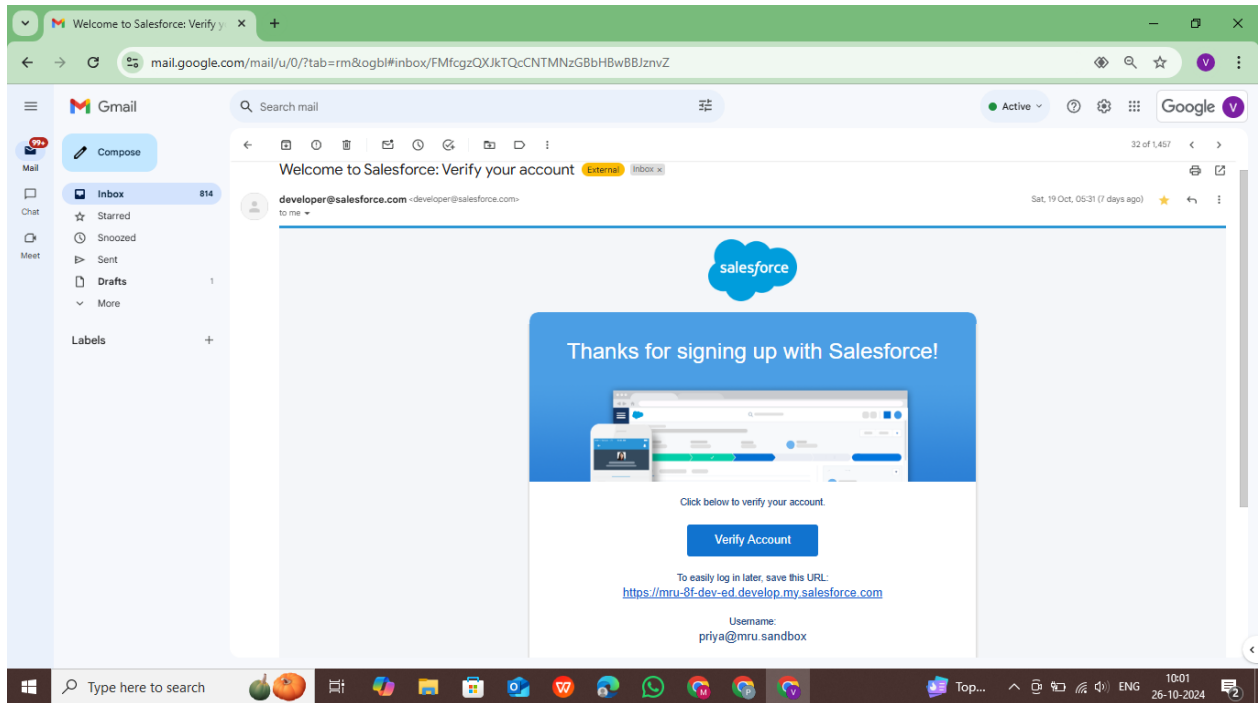 Welcome to Salesforce: Verify y
mail.google.com/mail/u/0/?tab=rm&ogbl#inbox/FMfcgzQXJkTQcCNTMNzGBbHBwBBJznvZ
V
Gmail
Search mail
Active
Google V
99+
Mail
Chat
Meet
Compose
Inbox 814
Starred
Snoozed
Sent
Drafts 1
More
Labels
32 of 1,457
Welcome to Salesforce: Verify your account External Inbox x
developer@salesforce.com <developer@salesforce.com>
to me
Sat, 19 Oct, 05:31 (7 days ago)
salesforce
Thanks for signing up with Salesforce!
Click below to verify your account.
Verify Account
To easily log in later, save this URL:
https://mru-8f-dev-ed.develop.my.salesforce.com
Username:
priya@mru.sandbox
Type here to search
Top...
ENG
10:01
26-10-2024
2